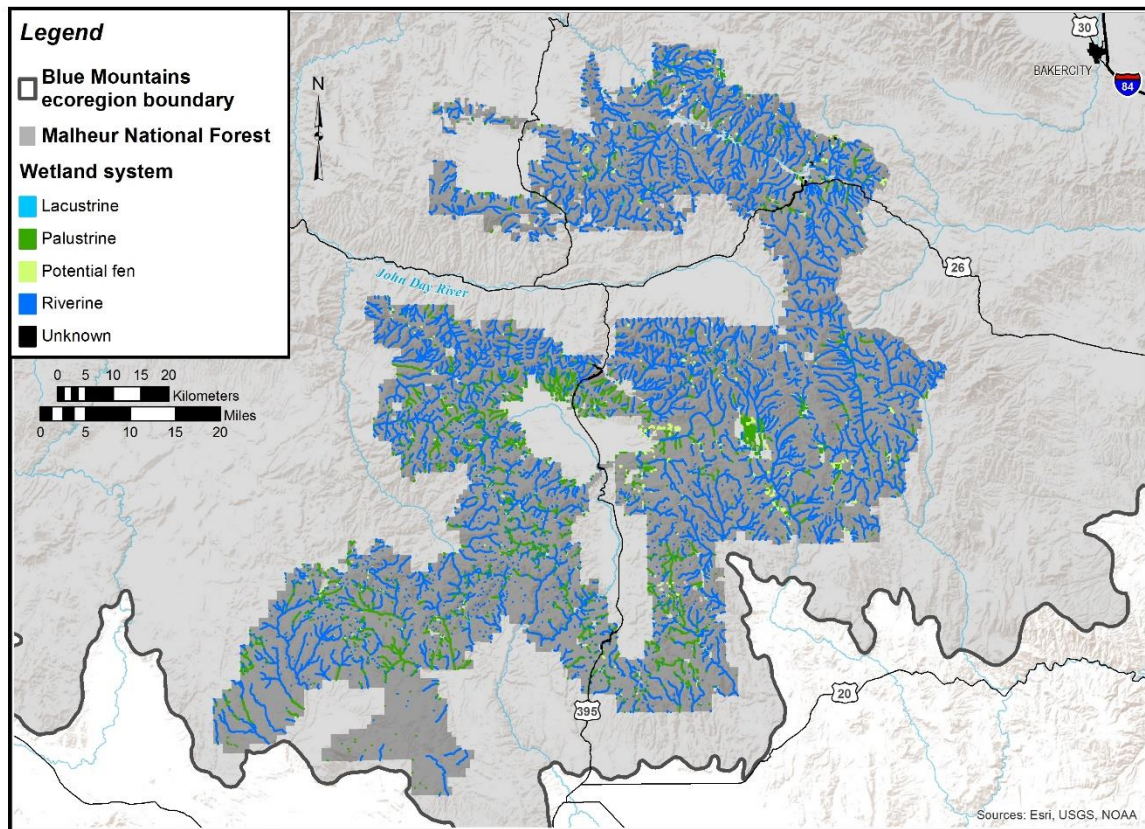 Legend
Blue Mountains
ecoregion boundary
Malheur National Forest
Wetland system
Lacustrine
Palustrine
Potential fen
Riverine
Unknown
N
0 5 10 15 20
Kilometers
Miles
0 5 10 15 20
30
BAKERCITY
84
26
John Day River
20
395
Sources: Esri, USGS, NOAA